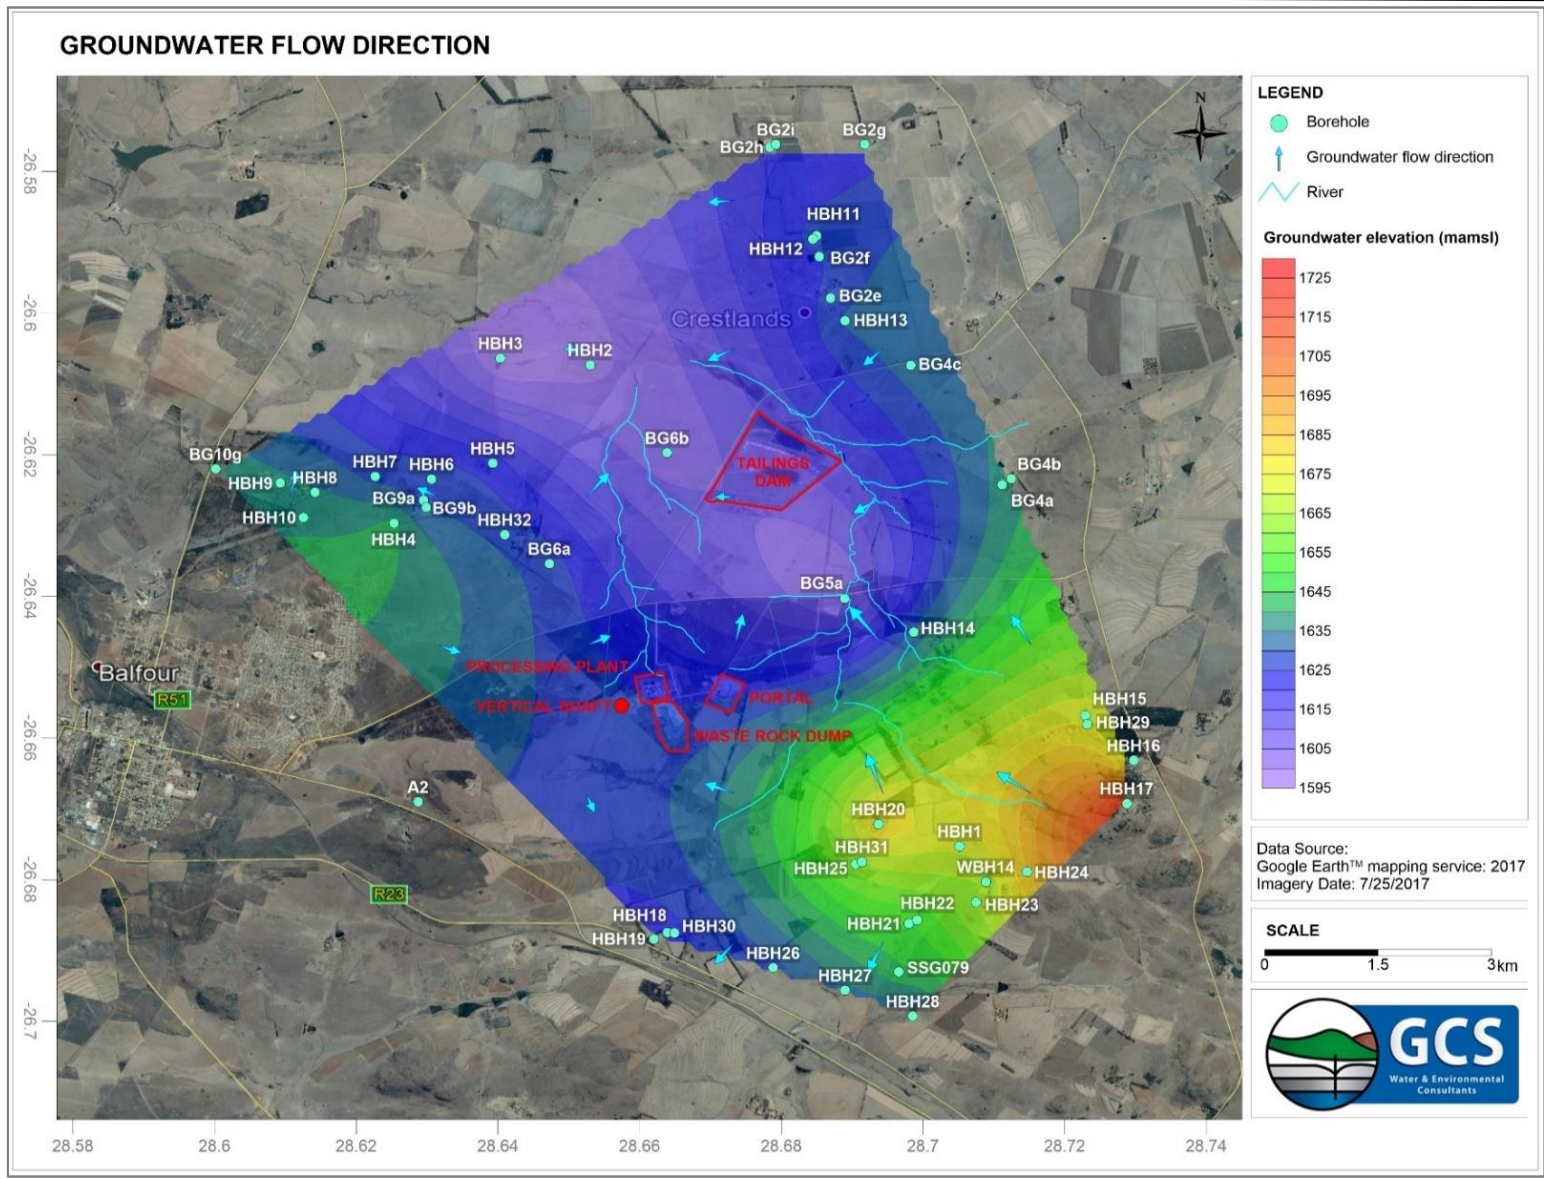 GROUNDWATER FLOW DIRECTION
BG2i
BG2g
BG2h
HBH11
HBH12
BG2f
BG2e
Crestlands
HBH13
HBH3
HBH2
BG4c
BG6b
HBH5
BG10g
HBH7
HBH6
TAILINGS
DAM
BG4b
HBH9
HBH8
BG9a
BG9b
BG4a
HBH10
HBH4
HBH32
BG6a
BG5a
HBH14
Balfour
PROCESSING PLANT
R51
VERTICAL SHAFT
PORTAL
HBH15
HBH29
WASTE ROCK DUMP
HBH16
A2
HBH17
HBH20
HBH1
HBH31
HBH25
WBH14
HBH24
R23
HBH22
HBH23
HBH21
HBH18
HBH30
HBH19
HBH26
HBH27
SSG079
HBH28
-26.58
-26.6
-26.62
-26.64
-26.66
-26.68
-26.7
28.58
28.6
28.62
28.64
28.66
28.68
28.7
28.72
28.74
N
LEGEND
Borehole
Groundwater flow direction
River
Groundwater elevation (mamsl)
1725
1715
1705
1695
1685
1675
1665
1655
1645
1635
1625
1615
1605
1595
Data Source:
Google Earth™ mapping service: 2017
Imagery Date: 7/25/2017
SCALE
0 1.5 3km
GCS
Water & Environmental
Consultants